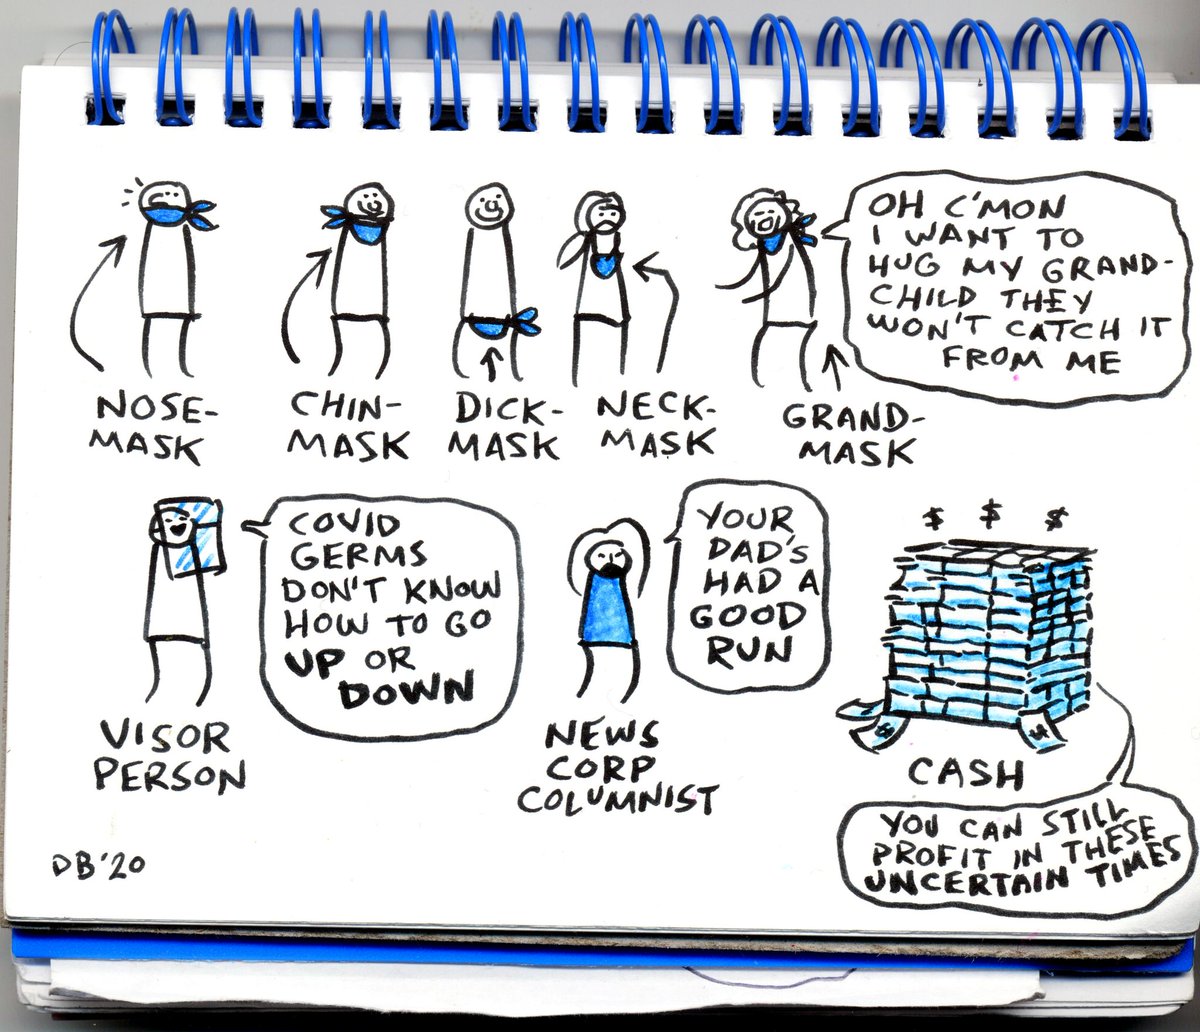 OH C'MON
I WANT TO
HUG MY GRAND-
CHILD THEY
WON'T CATCH IT
FROM ME
NOSE-
MASK
CHIN-
MASK
DICK-
MASK
NECK-
MASK
GRAND-
MASK
COVID
GERMS
DON'T KNOW
HOW TO GO
UP OR
DOWN
VISOR
PERSON
YOUR
DAD'S
HAD A
GOOD
RUN
NEWS
CORP
COLUMNIST
$ $ $
$
$
CASH
YOU CAN STILL
PROFIT IN THESE
UNCERTAIN TIMES
DB'20